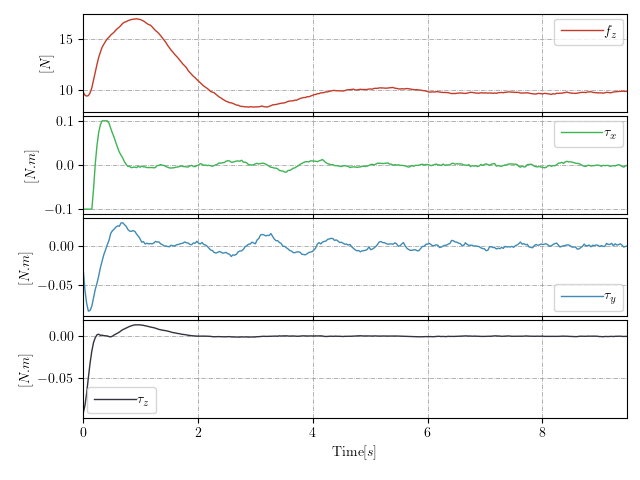 15
10
[N]
f_z
0.1
0.0
−0.1
[N.m]
τ_x
0.00
−0.05
[N.m]
τ_y
0.00
−0.05
[N.m]
τ_z
0 2 4 6 8
Time[s]